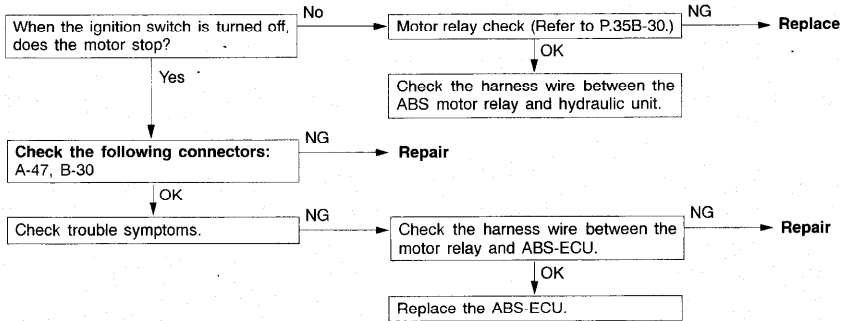 When the ignition switch is turned off,
does the motor stop?
No
Motor relay check (Refer to P.35B-30.)
NG
Replace
OK
Check the harness wire between the
ABS motor relay and hydraulic unit.
Yes
Check the following connectors:
A-47, B-30
NG
Repair
OK
Check trouble symptoms.
NG
Check the harness wire between the
motor relay and ABS-ECU.
NG
Repair
OK
Replace the ABS-ECU.